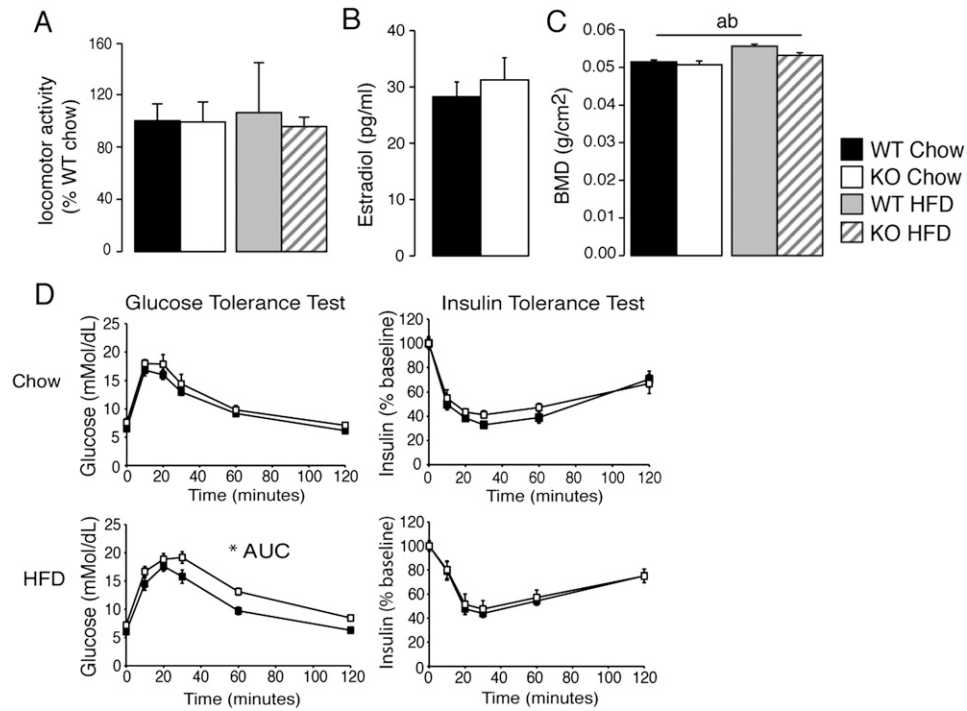 A
locomotor activity
(% WT chow)
160
120
80
40
0
B
Estradiol (pg/ml)
40
30
20
10
0
C
ab
BMD (g/cm2)
0.06
0.05
0.04
0.03
0.02
0.01
0.00
WT Chow
KO Chow
WT HFD
KO HFD
D
Glucose Tolerance Test
Insulin Tolerance Test
Chow
Glucose (mMol/dL)
25
20
15
10
5
0
0 20 40 60 80 100 120
Time (minutes)
Insulin (% baseline)
120
100
80
60
40
20
0
0 20 40 60 80 100 120
Time (minutes)
HFD
* AUC
Glucose (mMol/dL)
25
20
15
10
5
0
0 20 40 60 80 100 120
Time (minutes)
Insulin (% baseline)
120
100
80
60
40
20
0
0 20 40 60 80 100 120
Time (minutes)